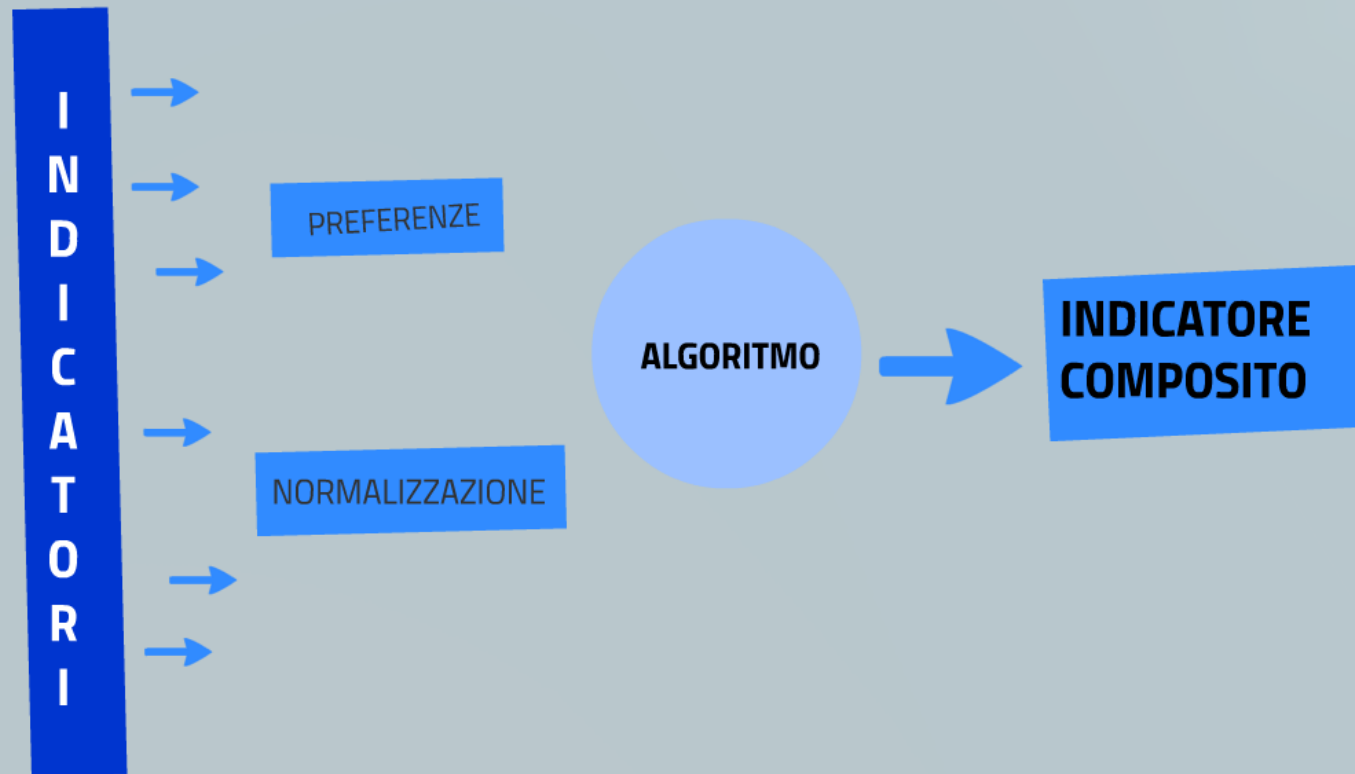 INDICATORI
PREFERENZE
ALGORITMO
INDICATORE
COMPOSITO
NORMALIZZAZIONE